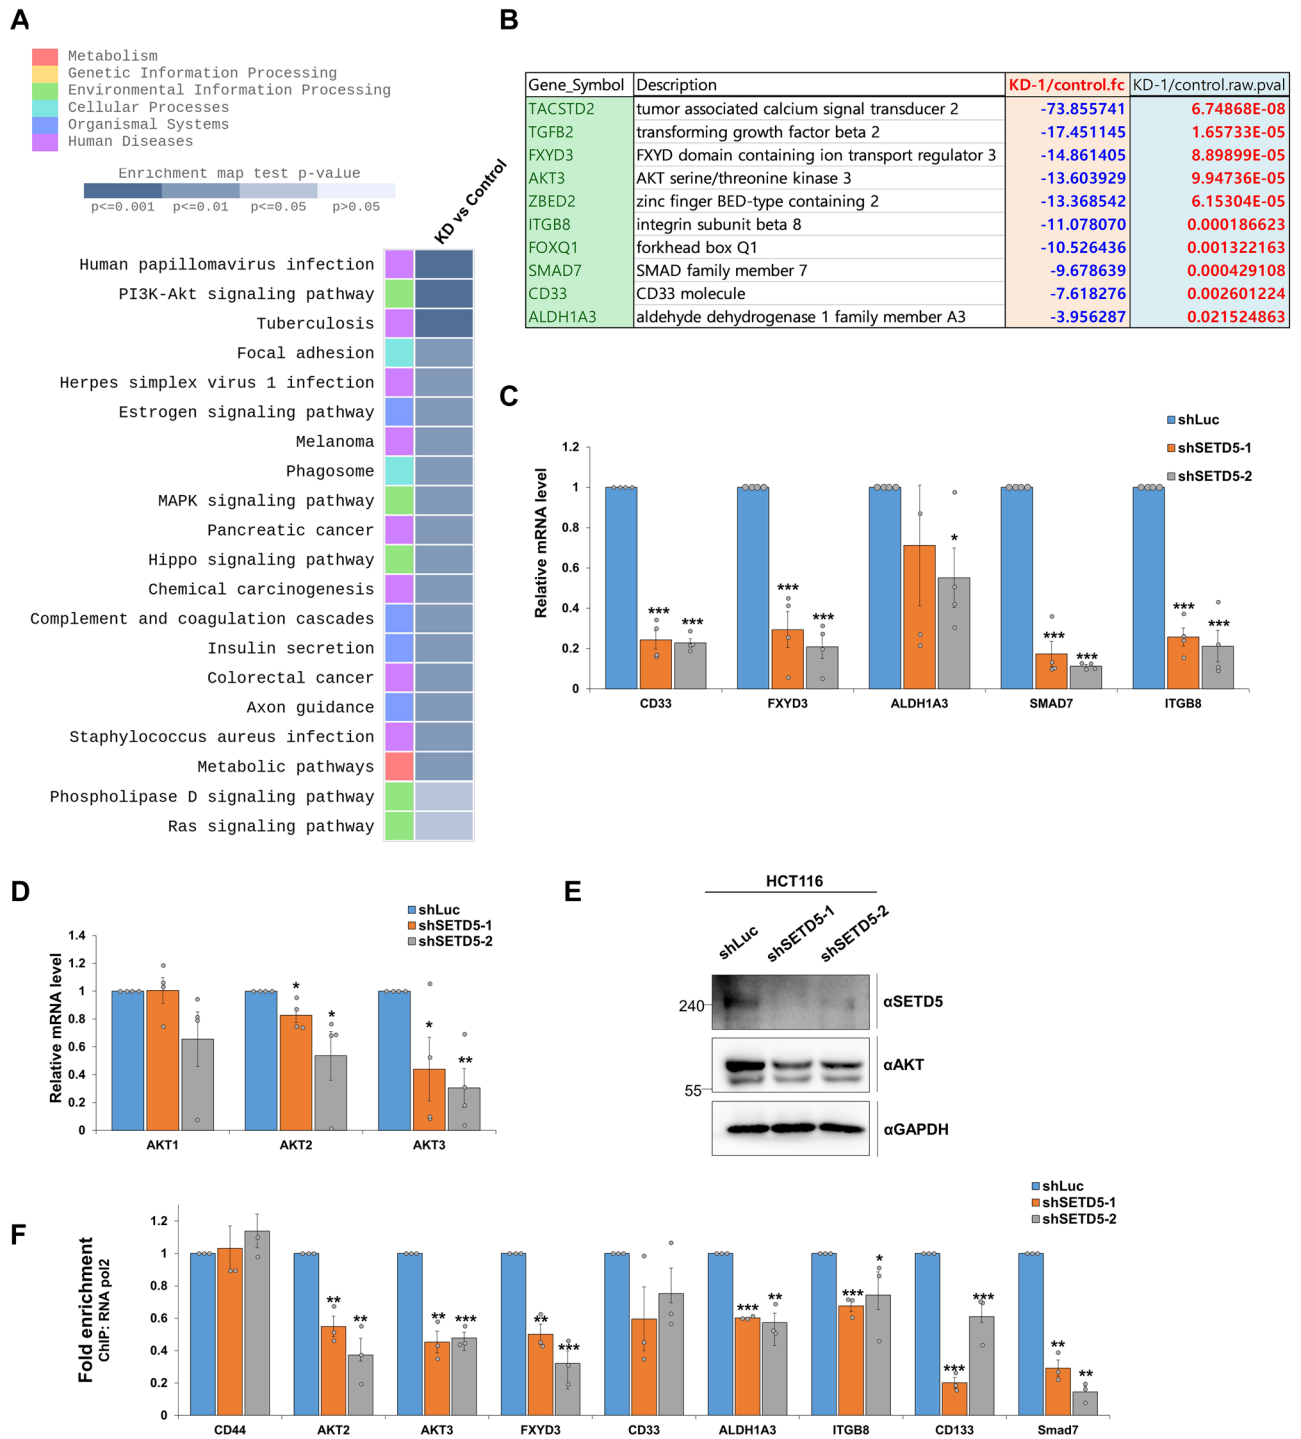 A
Metabolism
Genetic Information Processing
Environmental Information Processing
Cellular Processes
Organismal Systems
Human Diseases
Enrichment map test p-value
p<=0.001 p<=0.01 p<=0.05 p>0.05
KD vs Control
Human papillomavirus infection
PI3K-Akt signaling pathway
Tuberculosis
Focal adhesion
Herpes simplex virus 1 infection
Estrogen signaling pathway
Melanoma
Phagosome
MAPK signaling pathway
Pancreatic cancer
Hippo signaling pathway
Chemical carcinogenesis
Complement and coagulation cascades
Insulin secretion
Colorectal cancer
Axon guidance
Staphylococcus aureus infection
Metabolic pathways
Phospholipase D signaling pathway
Ras signaling pathway
B
Gene_Symbol Description KD-1/control.fc KD-1/control.raw.pval
TACSTD2 tumor associated calcium signal transducer 2 -73.855741 6.74868E-08
TGFB2 transforming growth factor beta 2 -17.451145 1.65733E-05
FXYD3 FXYD domain containing ion transport regulator 3 -14.861405 8.89899E-05
AKT3 AKT serine/threonine kinase 3 -13.603929 9.94736E-05
ZBED2 zinc finger BED-type containing 2 -13.368542 6.15304E-05
ITGB8 integrin subunit beta 8 -11.078070 0.000186623
FOXQ1 forkhead box Q1 -10.526436 0.001322163
SMAD7 SMAD family member 7 -9.678639 0.000429108
CD33 CD33 molecule -7.618276 0.002601224
ALDH1A3 aldehyde dehydrogenase 1 family member A3 -3.956287 0.021524863
C
shLuc
shSETD5-1
shSETD5-2
Relative mRNA level
1.2
1
0.8
0.6
0.4
0.2
0
*** *** *** *** * *** *** *** ***
CD33 FXYD3 ALDH1A3 SMAD7 ITGB8
D
shLuc
shSETD5-1
shSETD5-2
Relative mRNA level
1.4
1.2
1
0.8
0.6
0.4
0.2
0
* * * **
AKT1 AKT2 AKT3
E
HCT116
shLuc shSETD5-1 shSETD5-2
240 αSETD5
αAKT
55
αGAPDH
F
shLuc
shSETD5-1
shSETD5-2
Fold enrichment
ChIP: RNA pol2
1.2
1
0.8
0.6
0.4
0.2
0
** ** ** *** ** *** *** ** *** * *** *** ** **
CD44 AKT2 AKT3 FXYD3 CD33 ALDH1A3 ITGB8 CD133 Smad7